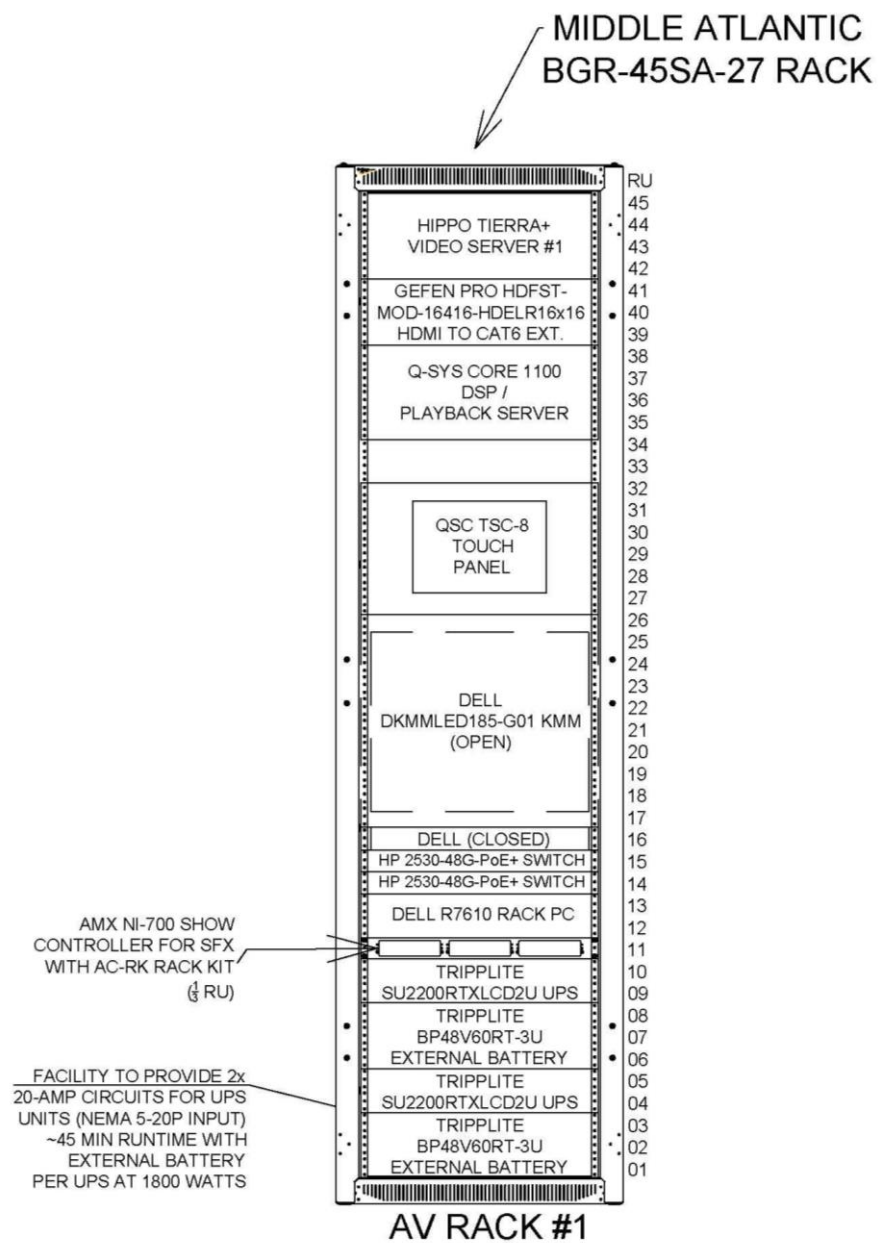 MIDDLE ATLANTIC
BGR-45SA-27 RACK
RU
45
44
43
42
41
40
39
38
37
36
35
34
33
32
31
30
29
28
27
26
25
24
23
22
21
20
19
18
17
16
15
14
13
12
11
10
09
08
07
06
05
04
03
02
01
HIPPO TIERRA+
VIDEO SERVER #1
GEFEN PRO HDFST-
MOD-16416-HDELR16x16
HDMI TO CAT6 EXT.
Q-SYS CORE 1100
DSP /
PLAYBACK SERVER
QSC TSC-8
TOUCH
PANEL
DELL
DKMMLED185-G01 KMM
(OPEN)
DELL (CLOSED)
HP 2530-48G-PoE+ SWITCH
HP 2530-48G-PoE+ SWITCH
DELL R7610 RACK PC
TRIPPLITE
SU2200RTXLCD2U UPS
TRIPPLITE
BP48V60RT-3U
EXTERNAL BATTERY
TRIPPLITE
SU2200RTXLCD2U UPS
TRIPPLITE
BP48V60RT-3U
EXTERNAL BATTERY
AMX NI-700 SHOW
CONTROLLER FOR SFX
WITH AC-RK RACK KIT
(⅓ RU)
FACILITY TO PROVIDE 2x
20-AMP CIRCUITS FOR UPS
UNITS (NEMA 5-20P INPUT)
~45 MIN RUNTIME WITH
EXTERNAL BATTERY
PER UPS AT 1800 WATTS
AV RACK #1